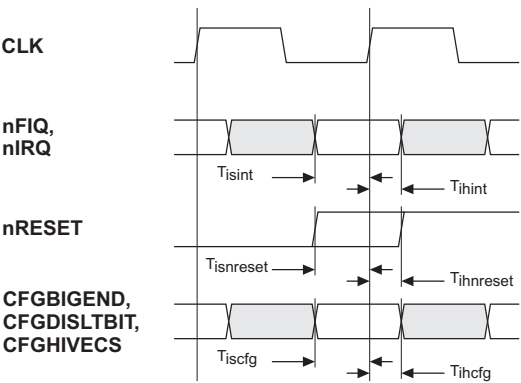 CLK
nFIQ,
nIRQ
Tisint
Tihint
nRESET
Tisnreset
Tihnreset
CFGBIGEND,
CFGDISLTBIT,
CFGHIVECS
Tiscfg
Tihcfg